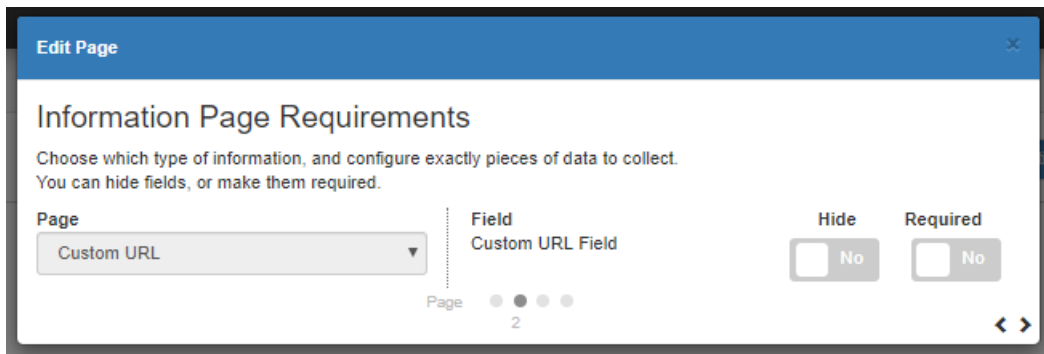 Edit Page
Information Page Requirements
Choose which type of information, and configure exactly pieces of data to collect.
You can hide fields, or make them required.
Page
Custom URL
Field
Custom URL Field
Hide
No
Required
No
Page
2